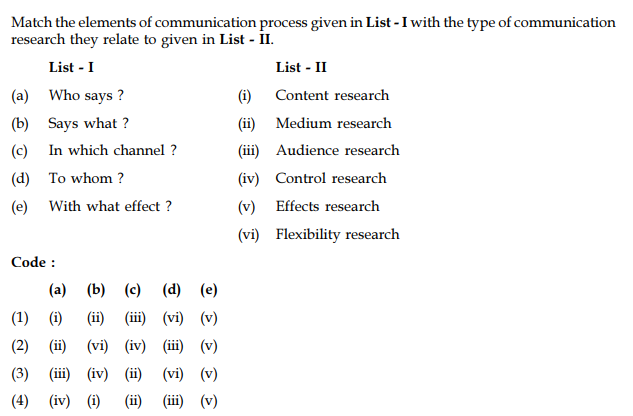 Match the elements of communication process given in List - I with the type of communication
research they relate to given in List - II.
List - I List - II
(a) Who says ? (i) Content research
(b) Says what ? (ii) Medium research
(c) In which channel ? (iii) Audience research
(d) To whom ? (iv) Control research
(e) With what effect ? (v) Effects research
(vi) Flexibility research
Code :
(a) (b) (c) (d) (e)
(1) (i) (ii) (iii) (vi) (v)
(2) (ii) (vi) (iv) (iii) (v)
(3) (iii) (iv) (ii) (vi) (v)
(4) (iv) (i) (ii) (iii) (v)